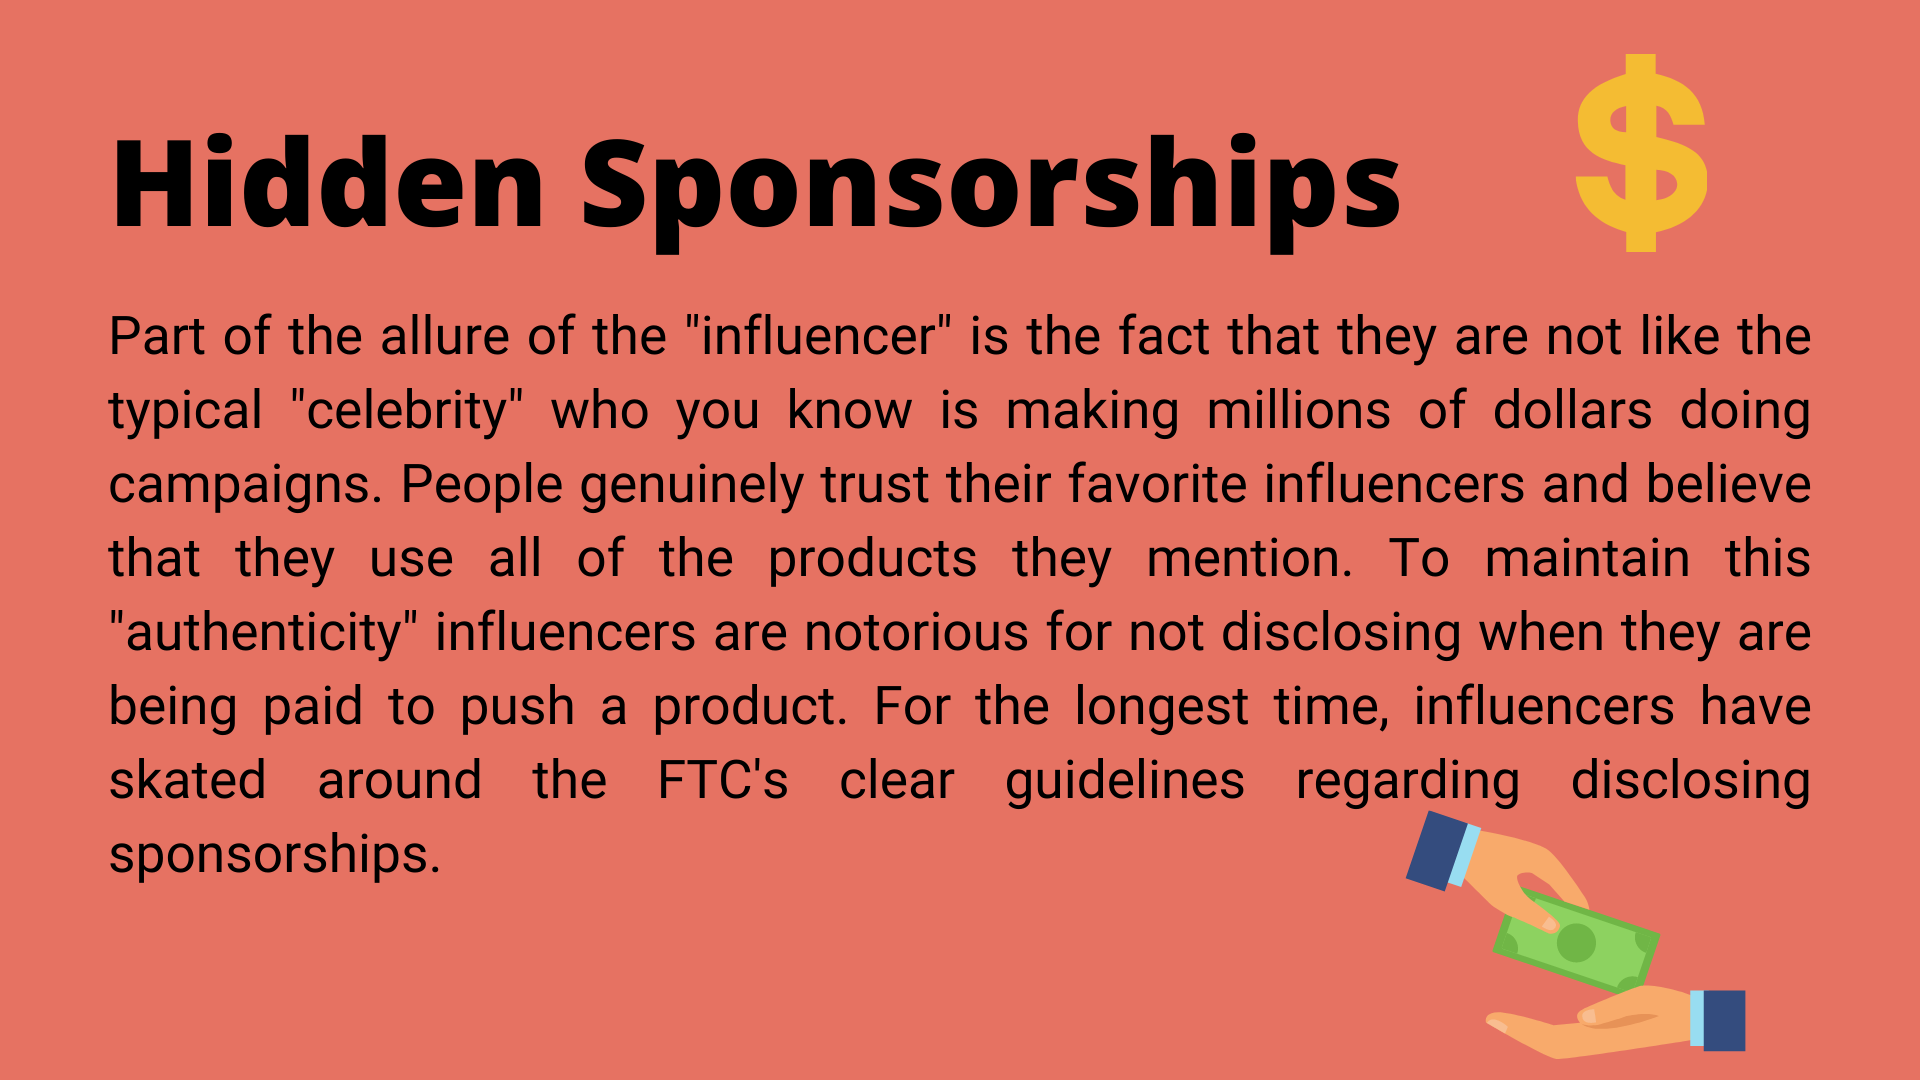 Hidden Sponsorships
Part of the allure of the "influencer" is the fact that they are not like the
typical "celebrity" who you know is making millions of dollars doing
campaigns. People genuinely trust their favorite influencers and believe
that they use all of the products they mention. To maintain this
"authenticity" influencers are notorious for not disclosing when they are
being paid to push a product. For the longest time, influencers have
skated around the FTC's clear guidelines regarding disclosing
sponsorships.